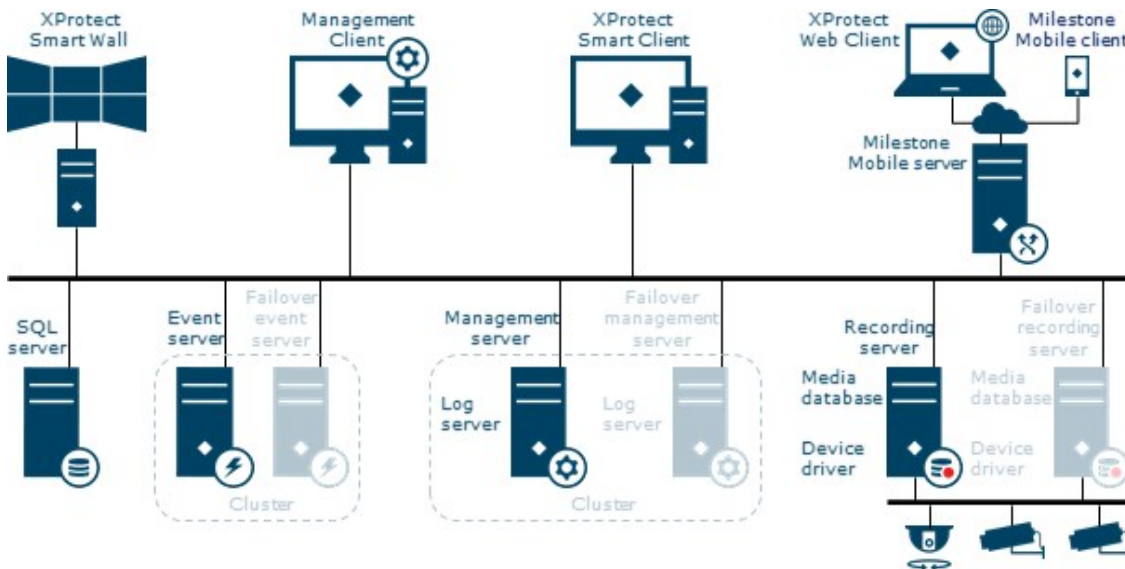 XProtect
Smart Wall
Management
Client
XProtect
Smart Client
XProtect
Web Client
Milestone
Mobile client
Milestone
Mobile server
SQL
server
Event
server
Failover
event
server
Management
server
Failover
management
server
Recording
server
Failover
recording
server
Log
server
Log
server
Media
database
Media
database
Device
driver
Device
driver
Cluster
Cluster